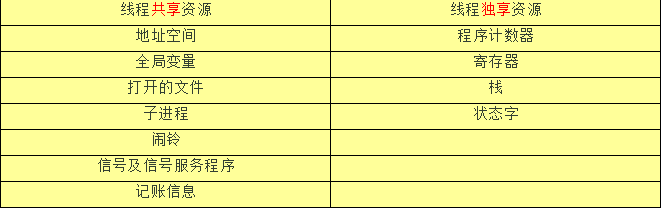 线程共享资源 线程独享资源
地址空间 程序计数器
全局变量 寄存器
打开的文件 栈
子进程 状态字
闹铃
信号及信号服务程序
记账信息